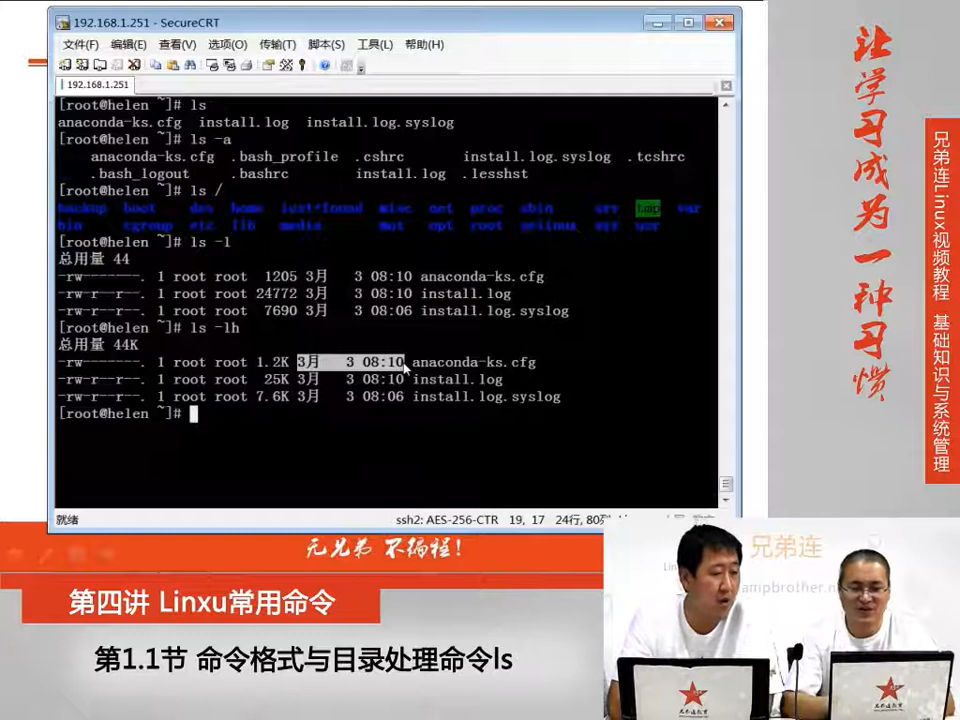 192.168.1.251 - SecureCRT
文件(F) 编辑(E) 查看(V) 选项(O) 传输(T) 脚本(S) 工具(L) 帮助(H)
192.168.1.251
[root@helen ~]# ls
anaconda-ks.cfg install.log install.log.syslog
[root@helen ~]# ls -a
anaconda-ks.cfg .bash_profile .cshrc install.log.syslog .tcshrc
.bash_logout .bashrc install.log .lesshst
[root@helen ~]# ls /
backup boot dev home lost+found misc net proc sbin srv tmp var
bin cgroup etc lib media mnt opt root selinux sys usr
[root@helen ~]# ls -l
总用量 44
-rw-------. 1 root root 1205 3月 3 08:10 anaconda-ks.cfg
-rw-r--r--. 1 root root 24772 3月 3 08:10 install.log
-rw-r--r--. 1 root root 7690 3月 3 08:06 install.log.syslog
[root@helen ~]# ls -lh
总用量 44K
-rw-------. 1 root root 1.2K 3月 3 08:10 anaconda-ks.cfg
-rw-r--r--. 1 root root 25K 3月 3 08:10 install.log
-rw-r--r--. 1 root root 7.6K 3月 3 08:06 install.log.syslog
[root@helen ~]#
就绪 ssh2: AES-256-CTR 19, 17 24行, 80列
让学习成为一种习惯
兄弟连Linux视频教程 基础知识与系统管理
无兄弟 不编程!
第四讲 Linxu常用命令
第1.1节 命令格式与目录处理命令ls
兄弟连